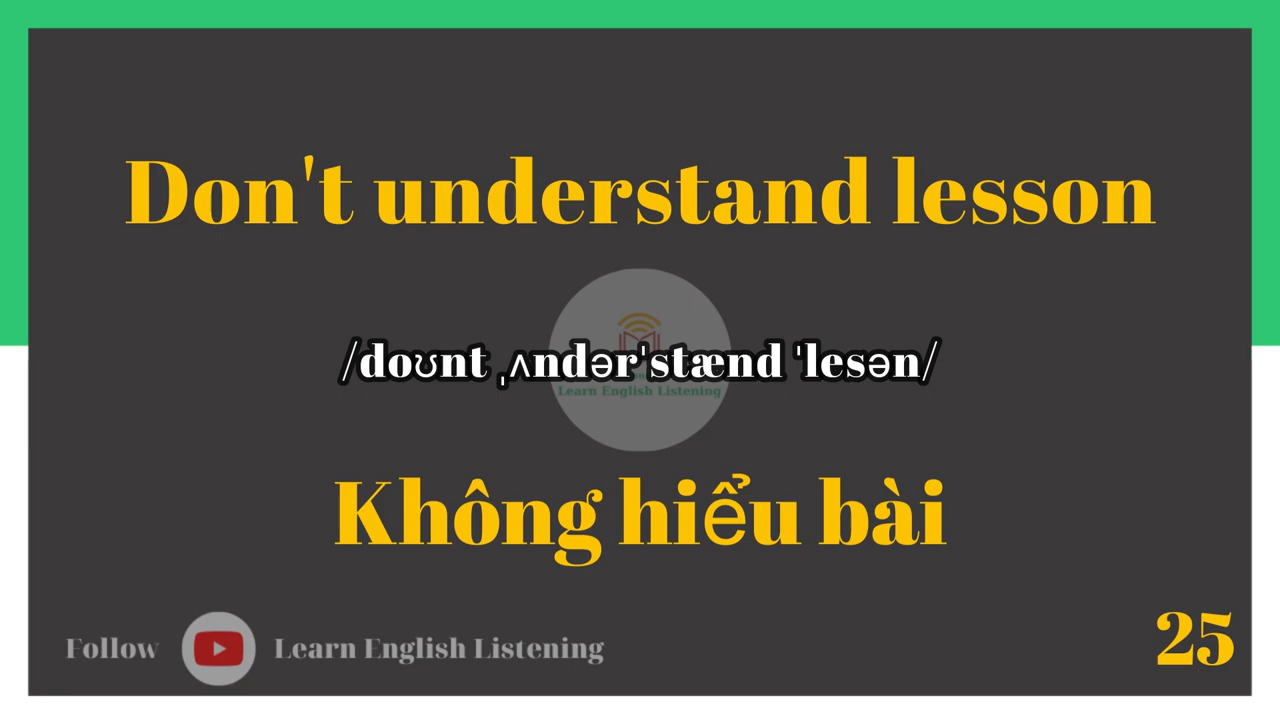 Don't understand lesson
/doʊnt ˌʌndərˈstænd ˈlesən/
Learn English Listening
Không hiểu bài
Follow Learn English Listening
25